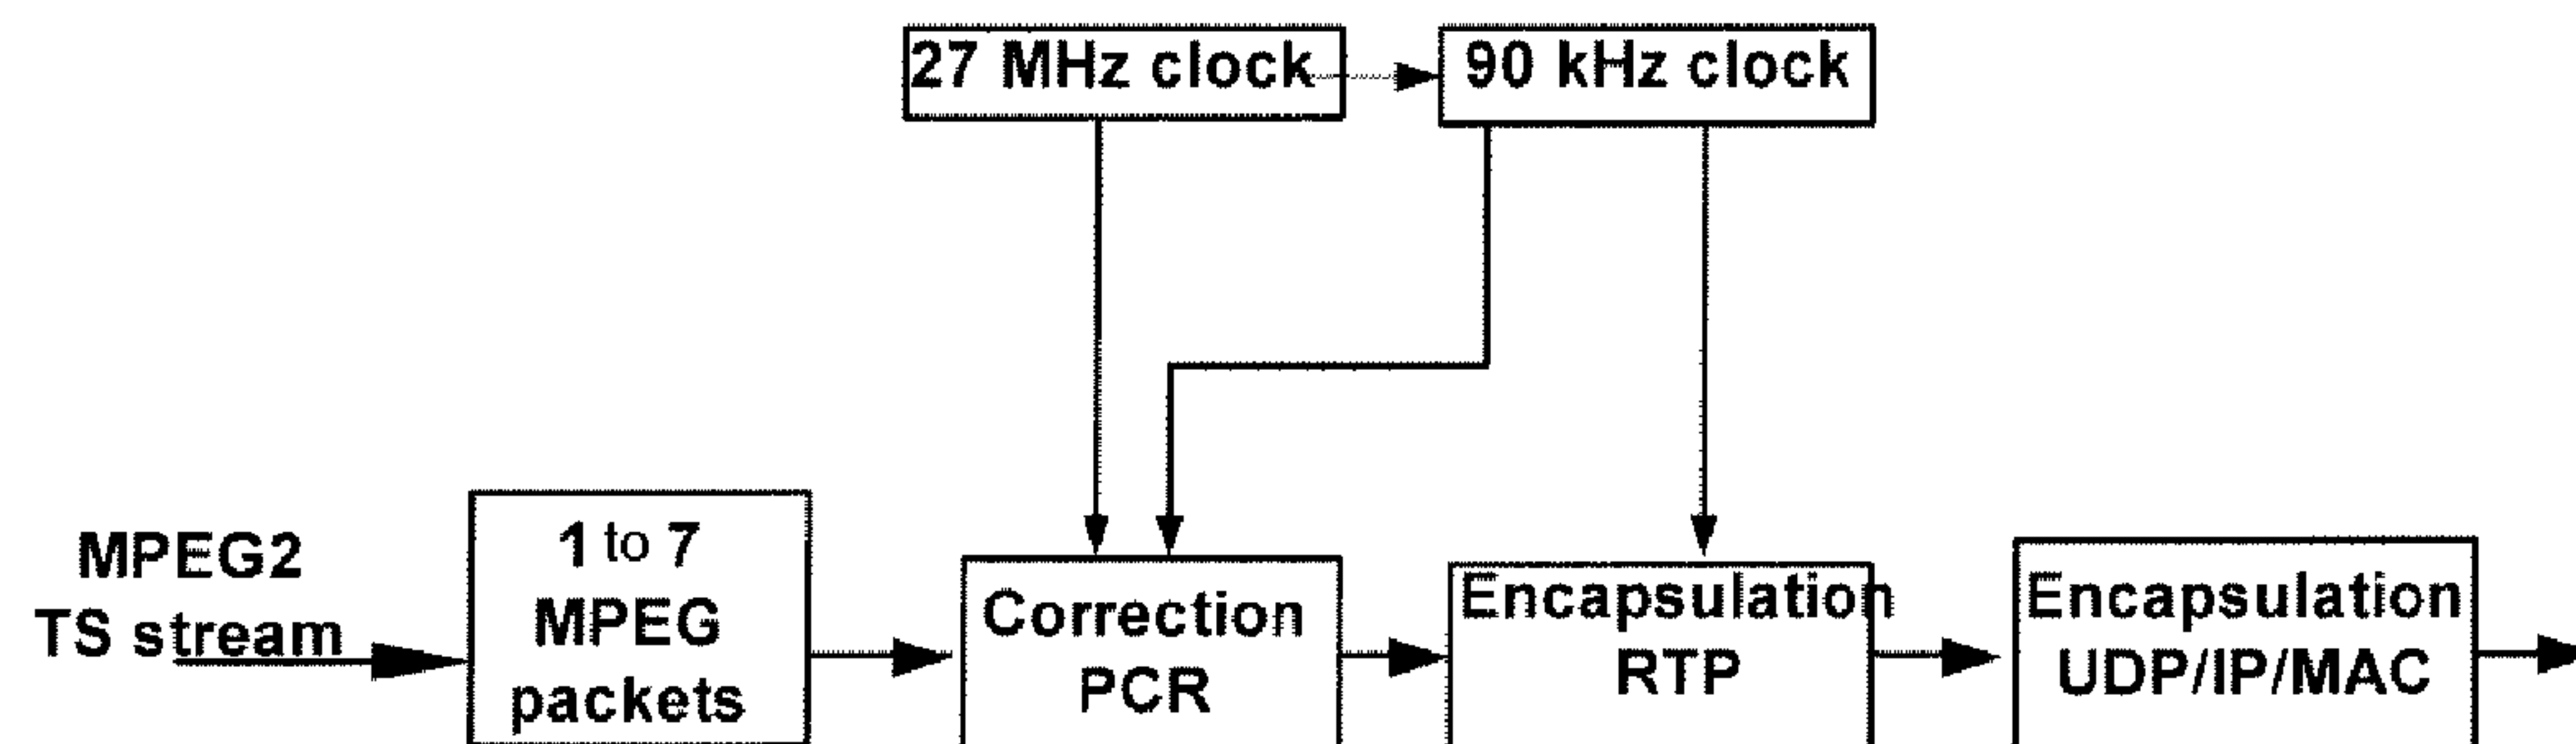 27 MHz clock
90 kHz clock
MPEG2
TS stream
1 to 7
MPEG
packets
Correction
PCR
Encapsulation
RTP
Encapsulation
UDP/IP/MAC